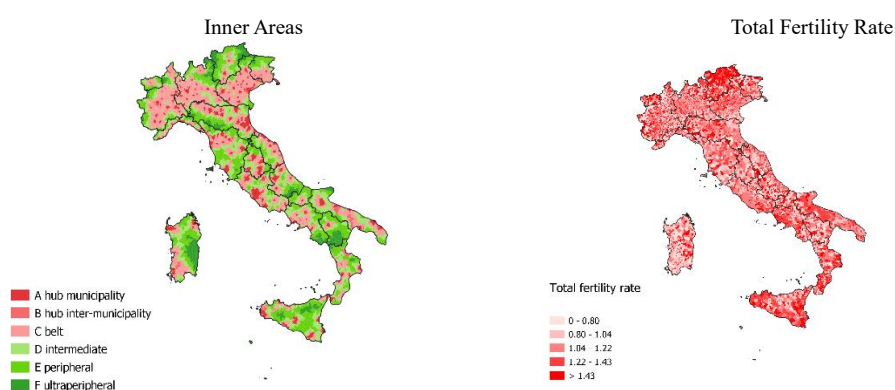 Inner Areas
Total Fertility Rate
A hub municipality
B hub inter-municipality
C belt
D intermediate
E peripheral
F ultraperipheral
Total fertility rate
0 - 0.80
0.80 - 1.04
1.04 - 1.22
1.22 - 1.43
> 1.43